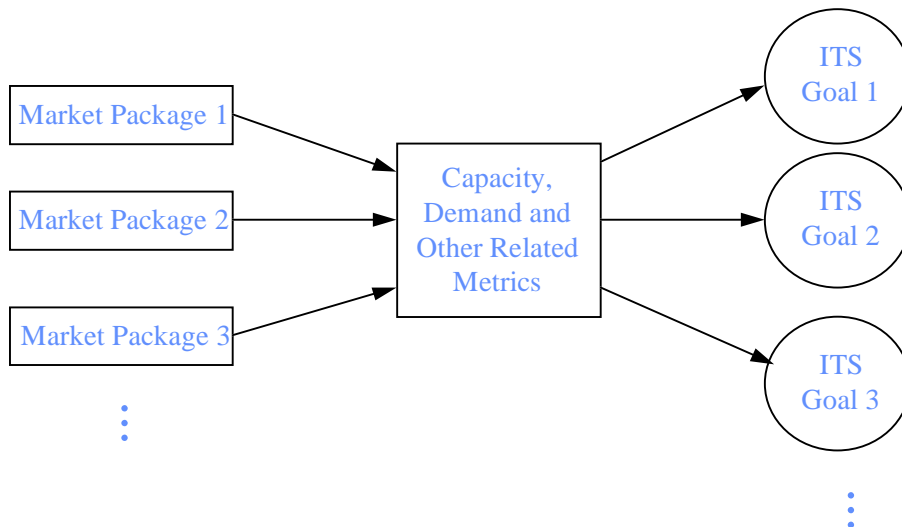 Market Package 1
Market Package 2
Market Package 3
Capacity,
Demand and
Other Related
Metrics
ITS
Goal 1
ITS
Goal 2
ITS
Goal 3